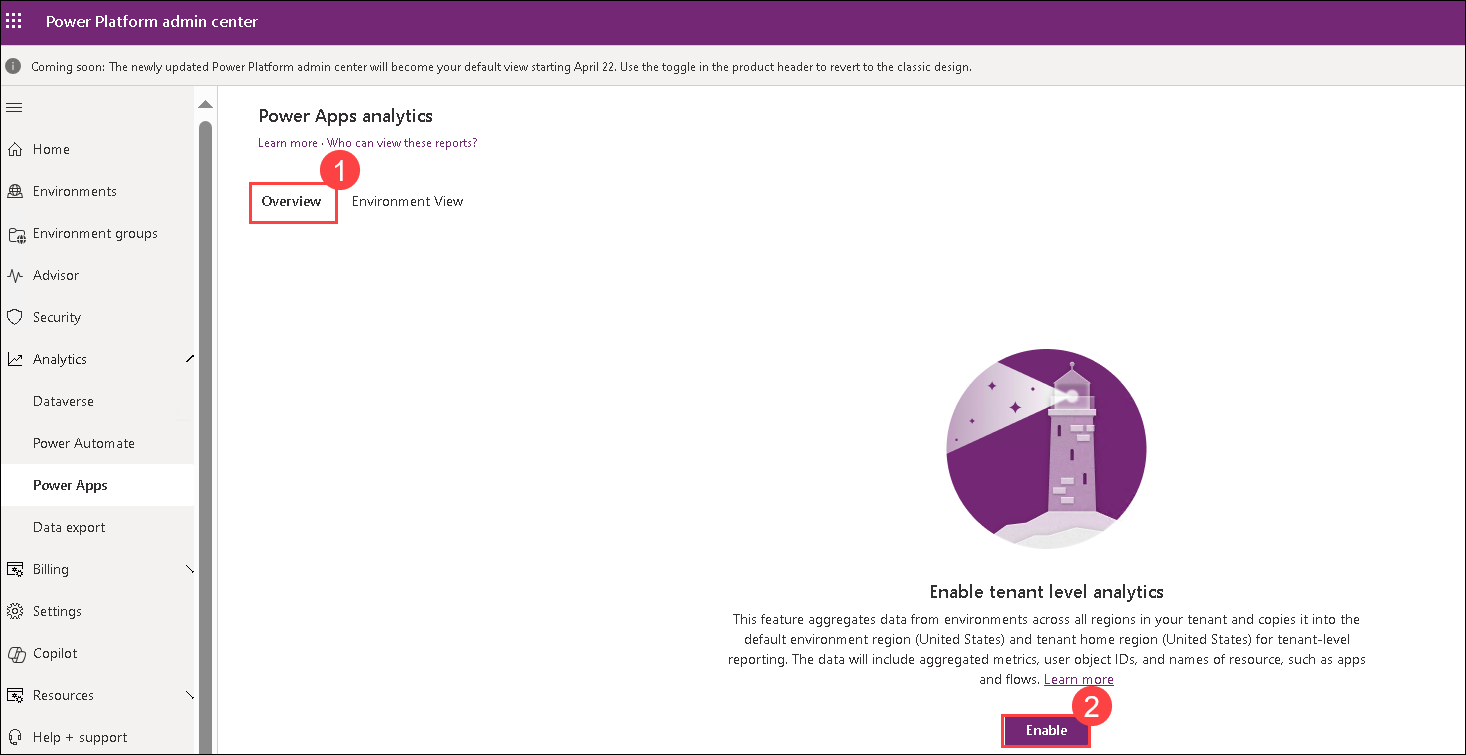 Power Platform admin center
Coming soon: The newly updated Power Platform admin center will become your default view starting April 22. Use the toggle in the product header to revert to the classic design.
Home
Environments
Environment groups
Advisor
Security
Analytics
Dataverse
Power Automate
Power Apps
Data export
Billing
Settings
Copilot
Resources
Help + support
Power Apps analytics
Learn more · Who can view these reports?
1
Overview Environment View
Enable tenant level analytics
This feature aggregates data from environments across all regions in your tenant and copies it into the
default environment region (United States) and tenant home region (United States) for tenant-level
reporting. The data will include aggregated metrics, user object IDs, and names of resource, such as apps
and flows. Learn more
2
Enable